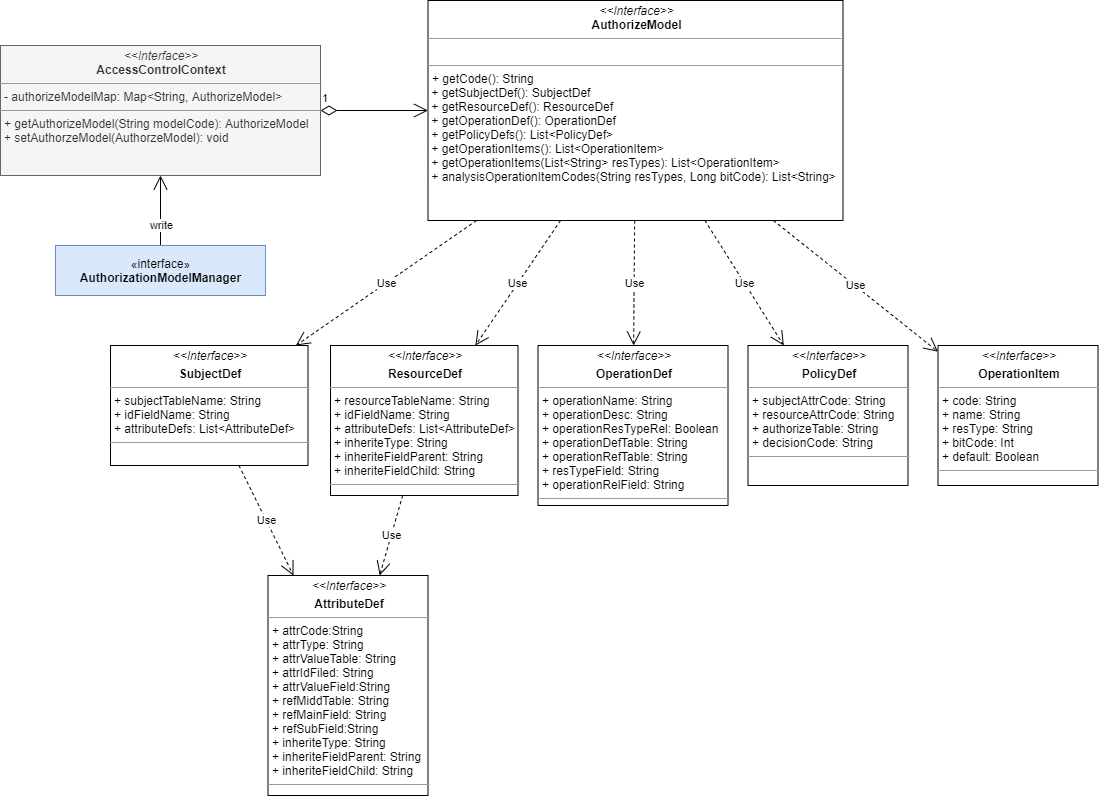 <<Interface>>
AuthorizeModel
+ getCode(): String
+ getSubjectDef(): SubjectDef
+ getResourceDef(): ResourceDef
+ getOperationDef(): OperationDef
+ getPolicyDefs(): List<PolicyDef>
+ getOperationItems(): List<OperationItem>
+ getOperationItems(List<String> resTypes): List<OperationItem>
+ analysisOperationItemCodes(String resTypes, Long bitCode): List<String>
<<Interface>>
AccessControlContext
- authorizeModelMap: Map<String, AuthorizeModel>
+ getAuthorizeModel(String modelCode): AuthorizeModel
+ setAuthorzeModel(AuthorzeModel): void
1
write
«interface»
AuthorizationModelManager
Use
Use
Use
Use
Use
<<Interface>>
SubjectDef
+ subjectTableName: String
+ idFieldName: String
+ attributeDefs: List<AttributeDef>
<<Interface>>
ResourceDef
+ resourceTableName: String
+ idFieldName: String
+ attributeDefs: List<AttributeDef>
+ inheriteType: String
+ inheriteFieldParent: String
+ inheriteFieldChild: String
<<Interface>>
OperationDef
+ operationName: String
+ operationDesc: String
+ operationResTypeRel: Boolean
+ operationDefTable: String
+ operationRefTable: String
+ resTypeField: String
+ operationRelField: String
<<Interface>>
PolicyDef
+ subjectAttrCode: String
+ resourceAttrCode: String
+ authorizeTable: String
+ decisionCode: String
<<Interface>>
OperationItem
+ code: String
+ name: String
+ resType: String
+ bitCode: Int
+ default: Boolean
Use
Use
<<Interface>>
AttributeDef
+ attrCode:String
+ attrType: String
+ attrValueTable: String
+ attrIdFiled: String
+ attrValueField:String
+ refMiddTable: String
+ refMainField: String
+ refSubField:String
+ inheriteType: String
+ inheriteFieldParent: String
+ inheriteFieldChild: String